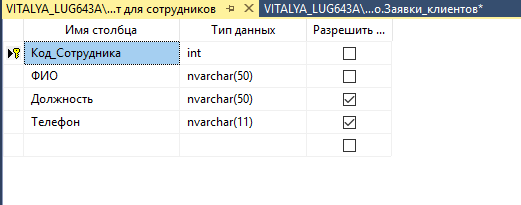 VITALYA_LUG643A\...т для сотрудников VITALYA_LUG643A\...o.Заявки_клиентов*
Имя столбца Тип данных Разрешить ...
Код_Сотрудника int
ФИО nvarchar(50)
Должность nvarchar(50)
Телефон nvarchar(11)